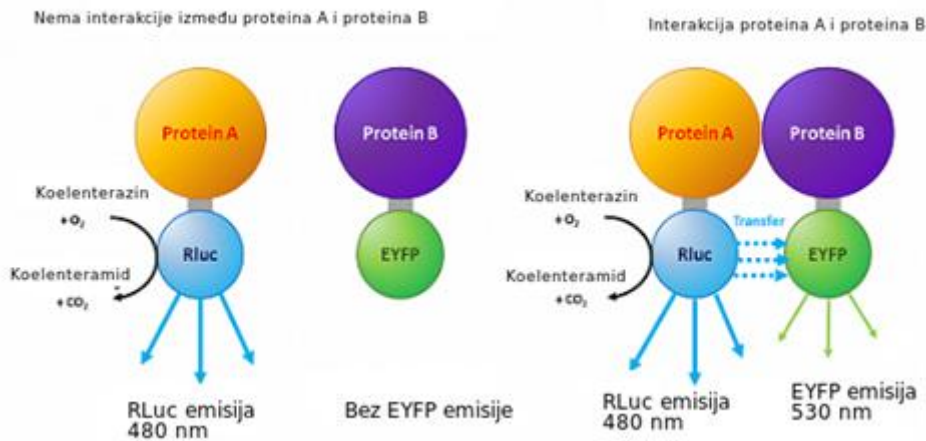 Nema interakcije između proteina A i proteina B
Protein A
Protein B
Koelenterazin
+O₂
Rluc
EYFP
Koelenteramid
+CO₂
RLuc emisija
480 nm
Bez EYFP emisije
Interakcija proteina A i proteina B
Protein A
Protein B
Koelenterazin
+O₂
Transfer
Rluc
EYFP
Koelenteramid
+CO₂
RLuc emisija
480 nm
EYFP emisija
530 nm